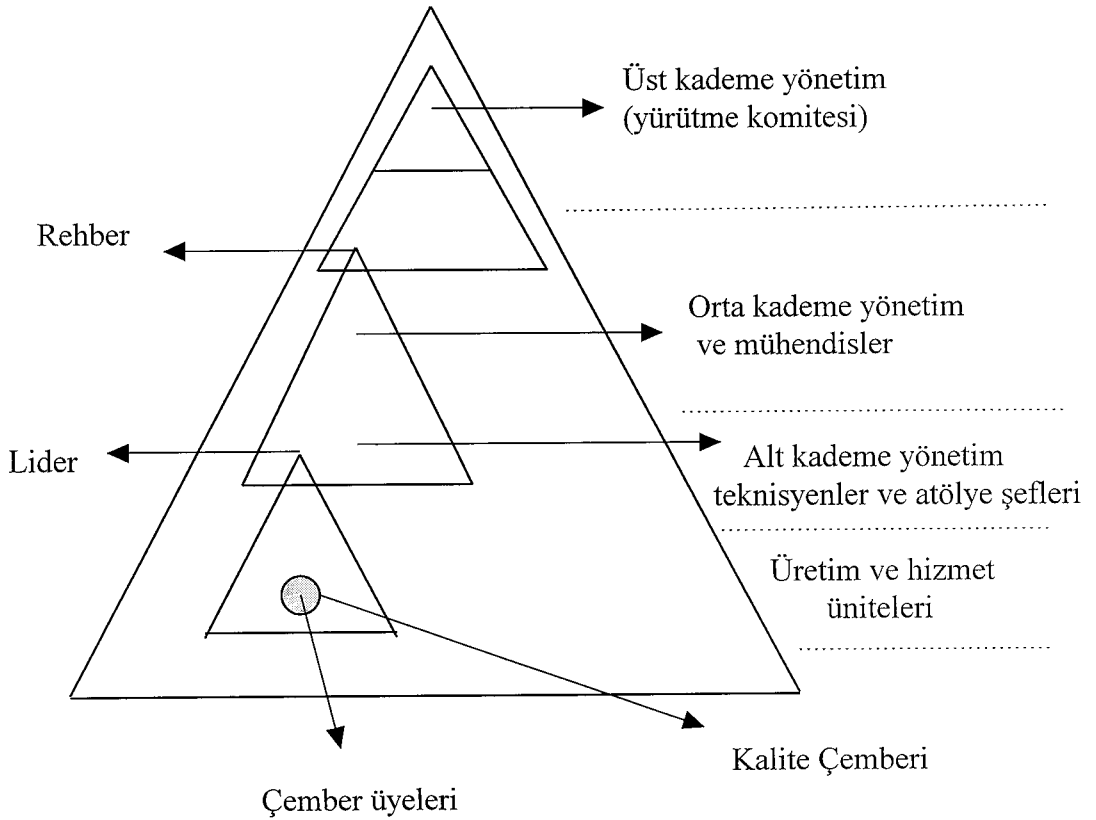 Üst kademe yönetim
(yürütme komitesi)
Rehber
Orta kademe yönetim
ve mühendisler
Lider
Alt kademe yönetim
teknisyenler ve atölye şefleri
Üretim ve hizmet
üniteleri
Kalite Çemberi
Çember üyeleri